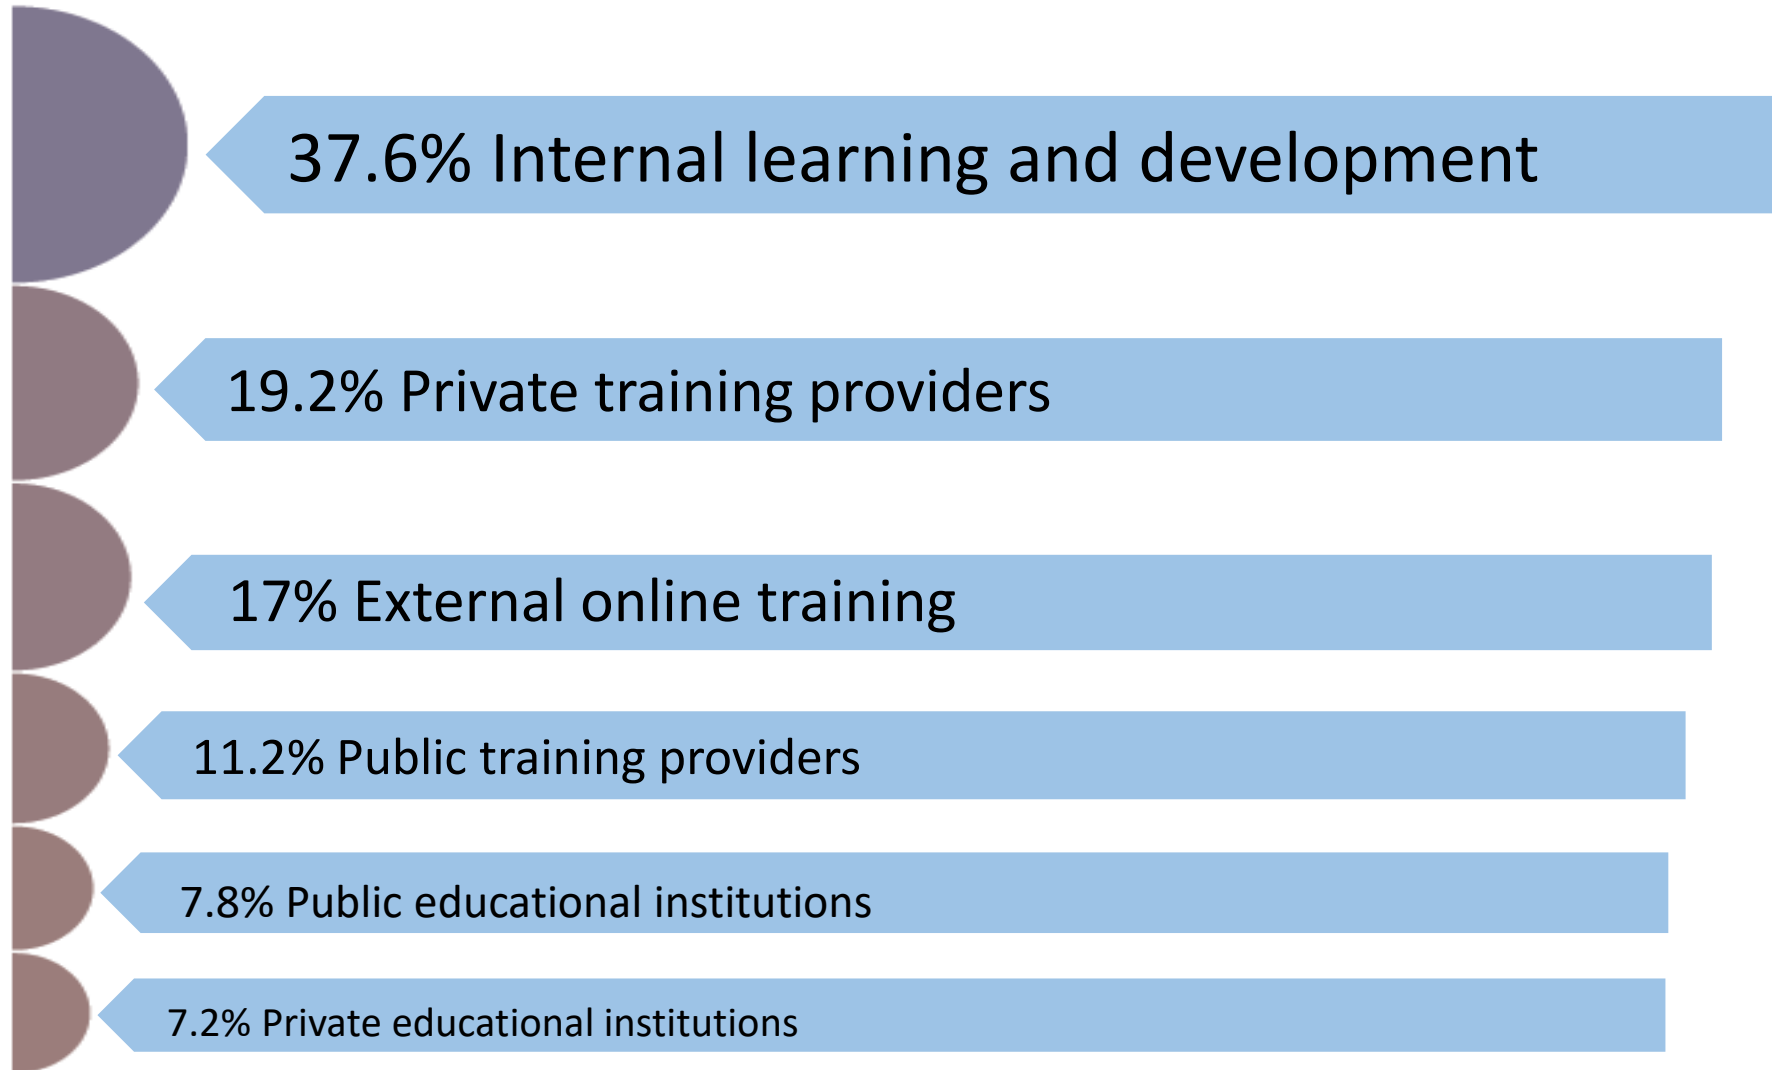 37.6% Internal learning and development
19.2% Private training providers
17% External online training
11.2% Public training providers
7.8% Public educational institutions
7.2% Private educational institutions